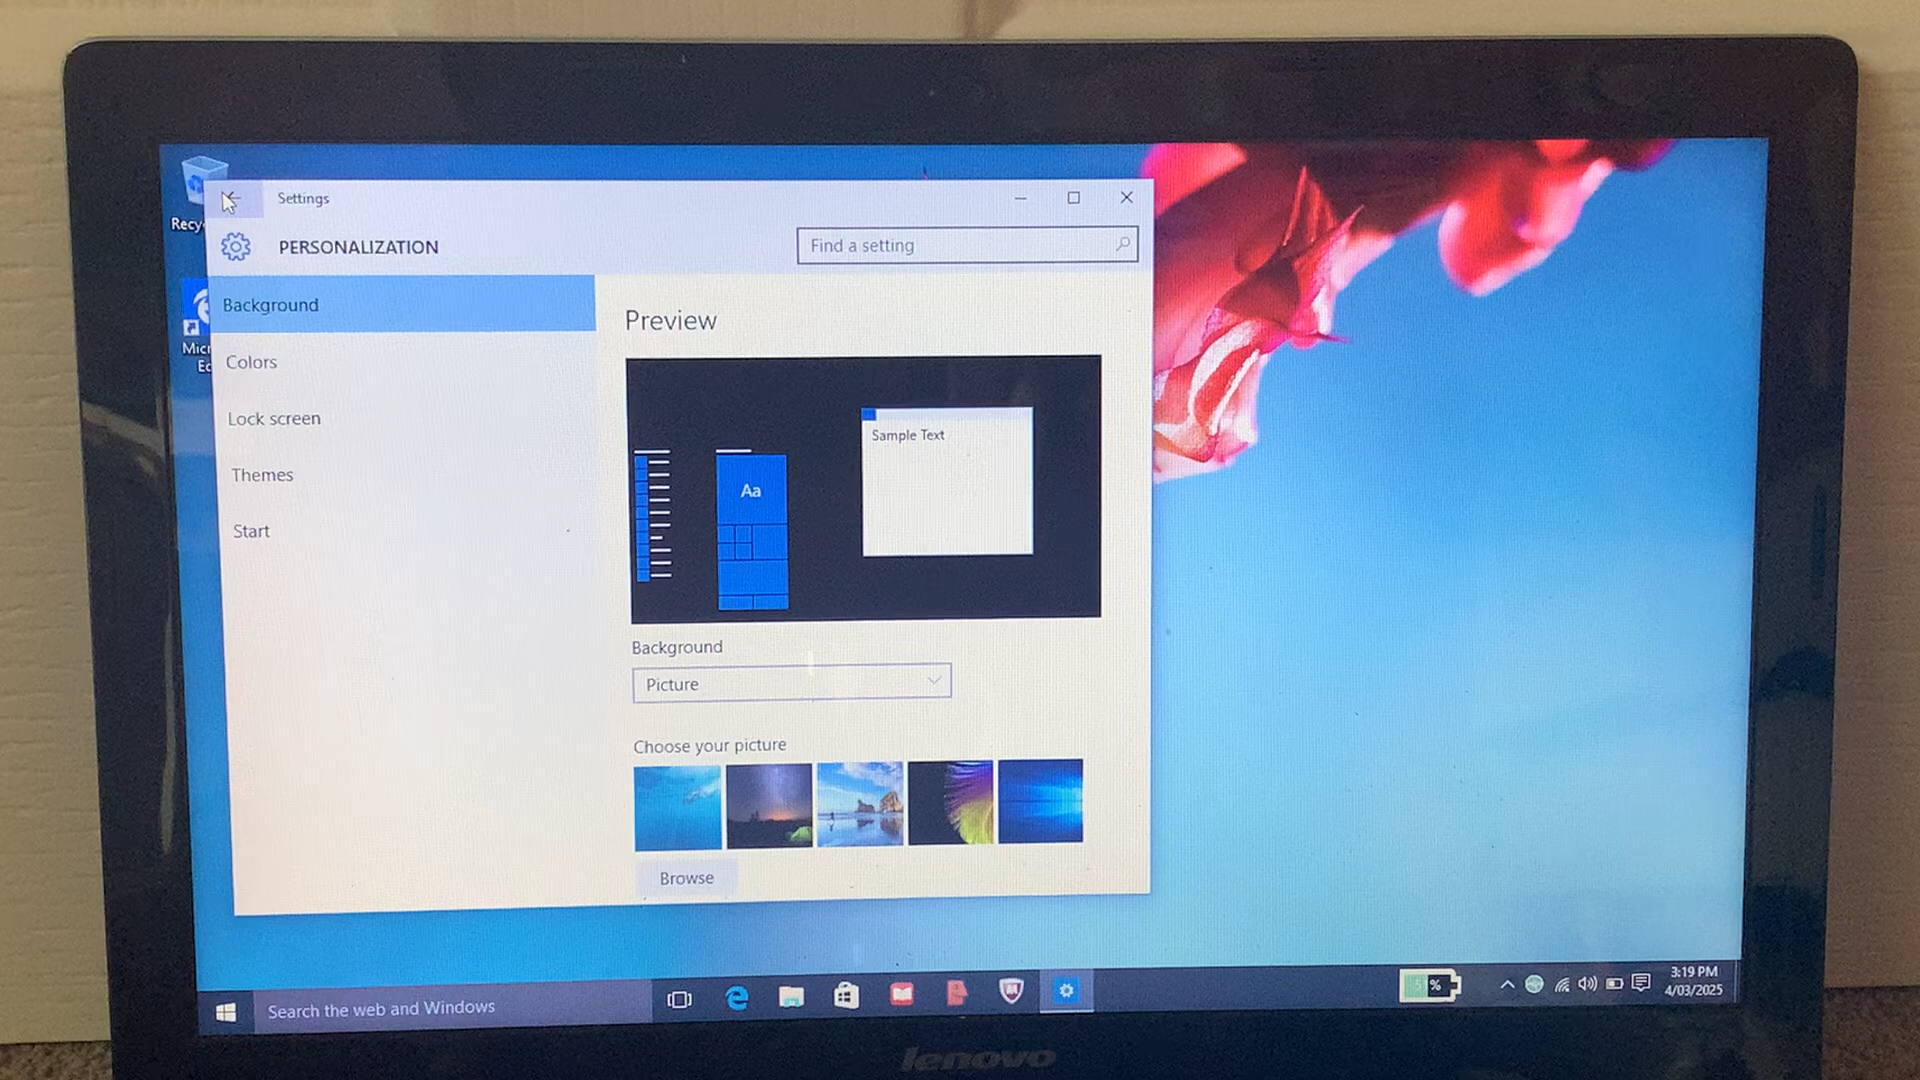 Settings
PERSONALIZATION
Find a setting
Background
Colors
Lock screen
Themes
Start
Preview
Sample Text
Aa
Background
Picture
Choose your picture
Browse
Search the web and Windows
%
3:19 PM
4/03/2025
lenovo